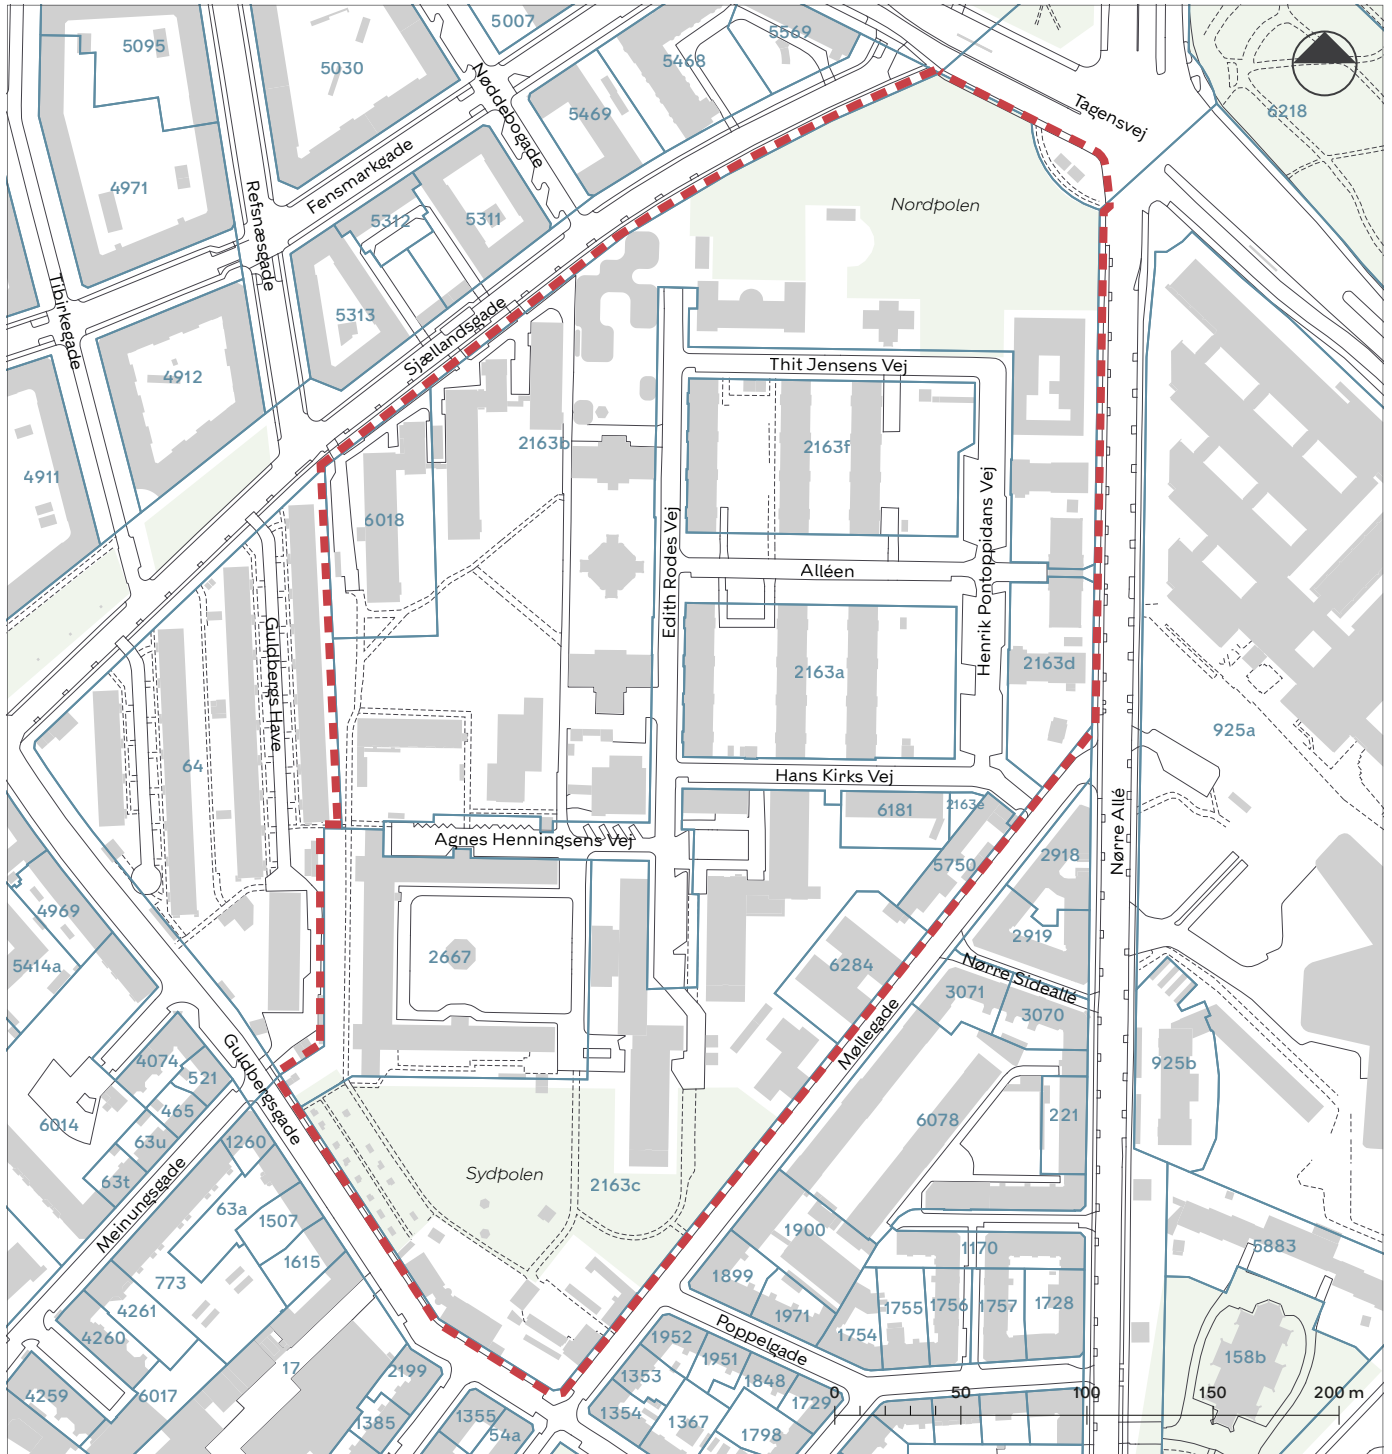 5007
5569
5095
5030
5468
Nøddebogade
5469
Tagensvej
6218
4971
Fensmarkgade
Refsnæsgade
5312
5311
Nordpolen
Tibirkegade
5313
Sjællandsgade
4912
Thit Jensens Vej
2163b
2163f
4911
6018
Edith Rodes Vej
Alléen
Henrik Pontoppidans Vej
Guldbergs Have
2163a
2163d
925a
64
Hans Kirks Vej
6181
2163e
Nørre Allé
Agnes Henningsens Vej
5750
2918
4969
2919
5414a
2667
6284
Nørre Sideallé
3071
3070
Møllegade
Guldbergsgade
4074
521
925b
465
6014
6078
221
63u
1260
63t
Sydpolen
2163c
Meinungsgade
63a
1507
1900
1170
5883
1615
1899
773
1971
1755
1756
1757
1728
4261
1754
4260
Poppelgade
1952
1951
158b
17
2199
1353
1848
4259
6017
1729
0
50
100
150
200 m
1354
1367
1385
1355
54a
1798